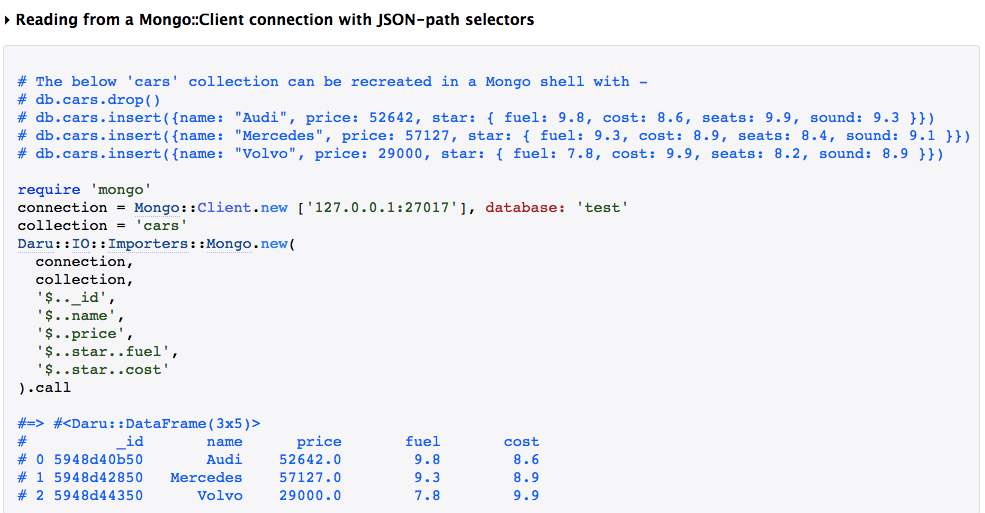 Reading from a Mongo::Client connection with JSON-path selectors
# The below 'cars' collection can be recreated in a Mongo shell with -
# db.cars.drop()
# db.cars.insert({name: "Audi", price: 52642, star: { fuel: 9.8, cost: 8.6, seats: 9.9, sound: 9.3 }})
# db.cars.insert({name: "Mercedes", price: 57127, star: { fuel: 9.3, cost: 8.9, seats: 8.4, sound: 9.1 }})
# db.cars.insert({name: "Volvo", price: 29000, star: { fuel: 7.8, cost: 9.9, seats: 8.2, sound: 8.9 }})
require 'mongo'
connection = Mongo::Client.new ['127.0.0.1:27017'], database: 'test'
collection = 'cars'
Daru::IO::Importers::Mongo.new(
  connection,
  collection,
  '$.._id',
  '$..name',
  '$..price',
  '$..star..fuel',
  '$..star..cost'
).call
#=> #<Daru::DataFrame(3x5)>
#          _id       name      price       fuel       cost
# 0 5948d40b50       Audi    52642.0        9.8        8.6
# 1 5948d42850   Mercedes    57127.0        9.3        8.9
# 2 5948d44350      Volvo    29000.0        7.8        9.9